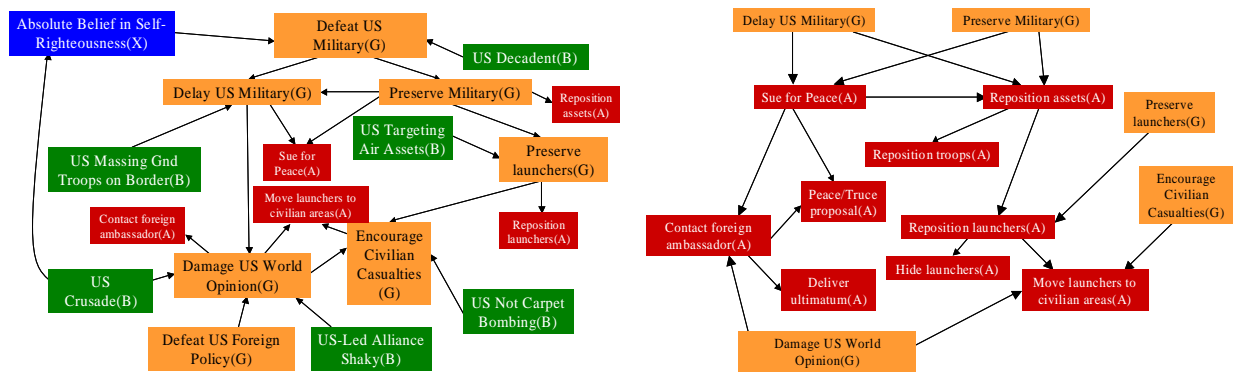 Absolute Belief in Self-
Righteousness(X)
Defeat US
Military(G)
US Decadent(B)
Delay US Military(G)
Preserve Military(G)
Reposition
assets(A)
US Targeting
Air Assets(B)
US Massing Gnd
Troops on Border(B)
Sue for
Peace(A)
Preserve
launchers(G)
Move launchers to
civilian areas(A)
Contact foreign
ambassador(A)
Reposition
launchers(A)
Encourage
Civilian
Casualties
(G)
Damage US World
Opinion(G)
US
Crusade(B)
US Not Carpet
Bombing(B)
Defeat US Foreign
Policy(G)
US-Led Alliance
Shaky(B)
Delay US Military(G)
Preserve Military(G)
Sue for Peace(A)
Reposition assets(A)
Preserve
launchers(G)
Reposition troops(A)
Encourage
Civilian
Casualties(G)
Peace/Truce
proposal(A)
Contact foreign
ambassador(A)
Reposition launchers(A)
Hide launchers(A)
Deliver
ultimatum(A)
Move launchers to
civilian areas(A)
Damage US World
Opinion(G)